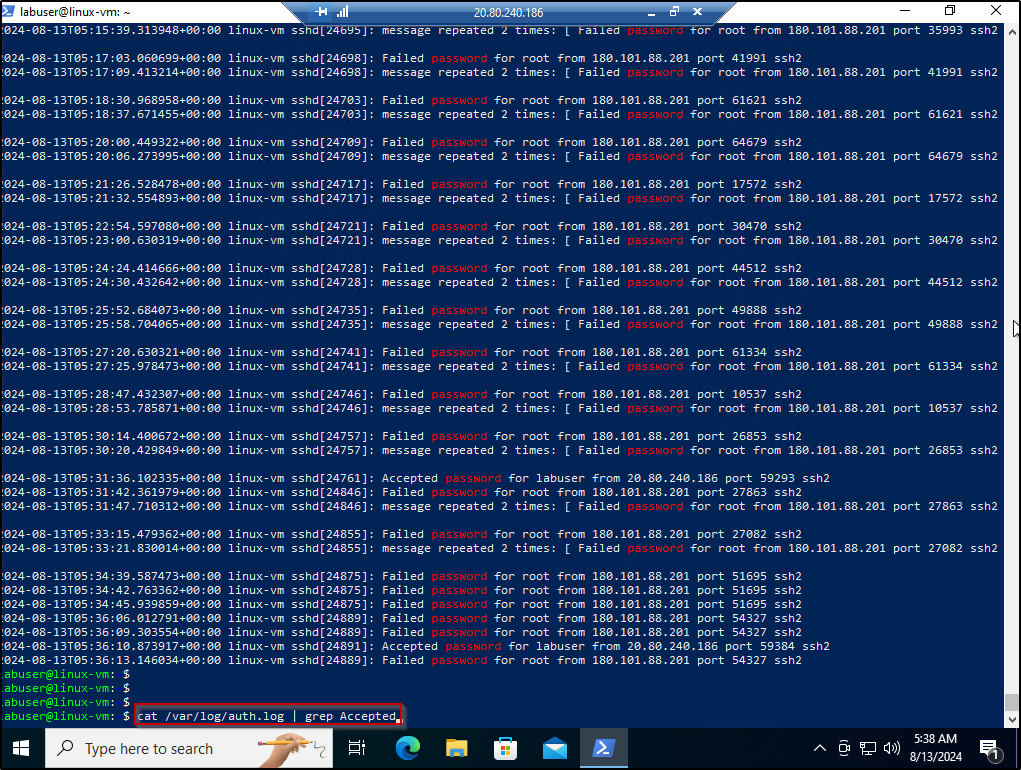 labuser@linux-vm: ~
20.80.240.186
024-08-13T05:15:39.313948+00:00 linux-vm sshd[24695]: message repeated 2 times: [ Failed password for root from 180.101.88.201 port 35993 ssh2
024-08-13T05:17:03.060699+00:00 linux-vm sshd[24698]: Failed password for root from 180.101.88.201 port 41991 ssh2
024-08-13T05:17:09.413214+00:00 linux-vm sshd[24698]: message repeated 2 times: [ Failed password for root from 180.101.88.201 port 41991 ssh2
024-08-13T05:18:30.968958+00:00 linux-vm sshd[24703]: Failed password for root from 180.101.88.201 port 61621 ssh2
024-08-13T05:18:37.671455+00:00 linux-vm sshd[24703]: message repeated 2 times: [ Failed password for root from 180.101.88.201 port 61621 ssh2
024-08-13T05:20:00.449322+00:00 linux-vm sshd[24709]: Failed password for root from 180.101.88.201 port 64679 ssh2
024-08-13T05:20:06.273995+00:00 linux-vm sshd[24709]: message repeated 2 times: [ Failed password for root from 180.101.88.201 port 64679 ssh2
024-08-13T05:21:26.528478+00:00 linux-vm sshd[24717]: Failed password for root from 180.101.88.201 port 17572 ssh2
024-08-13T05:21:32.554893+00:00 linux-vm sshd[24717]: message repeated 2 times: [ Failed password for root from 180.101.88.201 port 17572 ssh2
024-08-13T05:22:54.597080+00:00 linux-vm sshd[24721]: Failed password for root from 180.101.88.201 port 30470 ssh2
024-08-13T05:23:00.630319+00:00 linux-vm sshd[24721]: message repeated 2 times: [ Failed password for root from 180.101.88.201 port 30470 ssh2
024-08-13T05:24:24.414666+00:00 linux-vm sshd[24728]: Failed password for root from 180.101.88.201 port 44512 ssh2
024-08-13T05:24:30.432642+00:00 linux-vm sshd[24728]: message repeated 2 times: [ Failed password for root from 180.101.88.201 port 44512 ssh2
024-08-13T05:25:52.684073+00:00 linux-vm sshd[24735]: Failed password for root from 180.101.88.201 port 49888 ssh2
024-08-13T05:25:58.704065+00:00 linux-vm sshd[24735]: message repeated 2 times: [ Failed password for root from 180.101.88.201 port 49888 ssh2
024-08-13T05:27:20.630321+00:00 linux-vm sshd[24741]: Failed password for root from 180.101.88.201 port 61334 ssh2
024-08-13T05:27:25.978473+00:00 linux-vm sshd[24741]: message repeated 2 times: [ Failed password for root from 180.101.88.201 port 61334 ssh2
024-08-13T05:28:47.432307+00:00 linux-vm sshd[24746]: Failed password for root from 180.101.88.201 port 10537 ssh2
024-08-13T05:28:53.785871+00:00 linux-vm sshd[24746]: message repeated 2 times: [ Failed password for root from 180.101.88.201 port 10537 ssh2
024-08-13T05:30:14.400672+00:00 linux-vm sshd[24757]: Failed password for root from 180.101.88.201 port 26853 ssh2
024-08-13T05:30:20.429849+00:00 linux-vm sshd[24757]: message repeated 2 times: [ Failed password for root from 180.101.88.201 port 26853 ssh2
024-08-13T05:31:36.102335+00:00 linux-vm sshd[24761]: Accepted password for labuser from 20.80.240.186 port 59293 ssh2
024-08-13T05:31:42.361979+00:00 linux-vm sshd[24846]: Failed password for root from 180.101.88.201 port 27863 ssh2
024-08-13T05:31:47.710312+00:00 linux-vm sshd[24846]: message repeated 2 times: [ Failed password for root from 180.101.88.201 port 27863 ssh2
024-08-13T05:33:15.479362+00:00 linux-vm sshd[24855]: Failed password for root from 180.101.88.201 port 27082 ssh2
024-08-13T05:33:21.830014+00:00 linux-vm sshd[24855]: message repeated 2 times: [ Failed password for root from 180.101.88.201 port 27082 ssh2
024-08-13T05:34:39.587473+00:00 linux-vm sshd[24875]: Failed password for root from 180.101.88.201 port 51695 ssh2
024-08-13T05:34:42.763362+00:00 linux-vm sshd[24875]: Failed password for root from 180.101.88.201 port 51695 ssh2
024-08-13T05:34:45.939859+00:00 linux-vm sshd[24875]: Failed password for root from 180.101.88.201 port 51695 ssh2
024-08-13T05:36:06.012791+00:00 linux-vm sshd[24889]: Failed password for root from 180.101.88.201 port 54327 ssh2
024-08-13T05:36:09.303554+00:00 linux-vm sshd[24889]: Failed password for root from 180.101.88.201 port 54327 ssh2
024-08-13T05:36:10.873917+00:00 linux-vm sshd[24891]: Accepted password for labuser from 20.80.240.186 port 59384 ssh2
024-08-13T05:36:13.146034+00:00 linux-vm sshd[24889]: Failed password for root from 180.101.88.201 port 54327 ssh2
abuser@linux-vm: $
abuser@linux-vm: $
abuser@linux-vm: $
abuser@linux-vm: $ cat /var/log/auth.log | grep Accepted
Type here to search
5:38 AM
8/13/2024
1